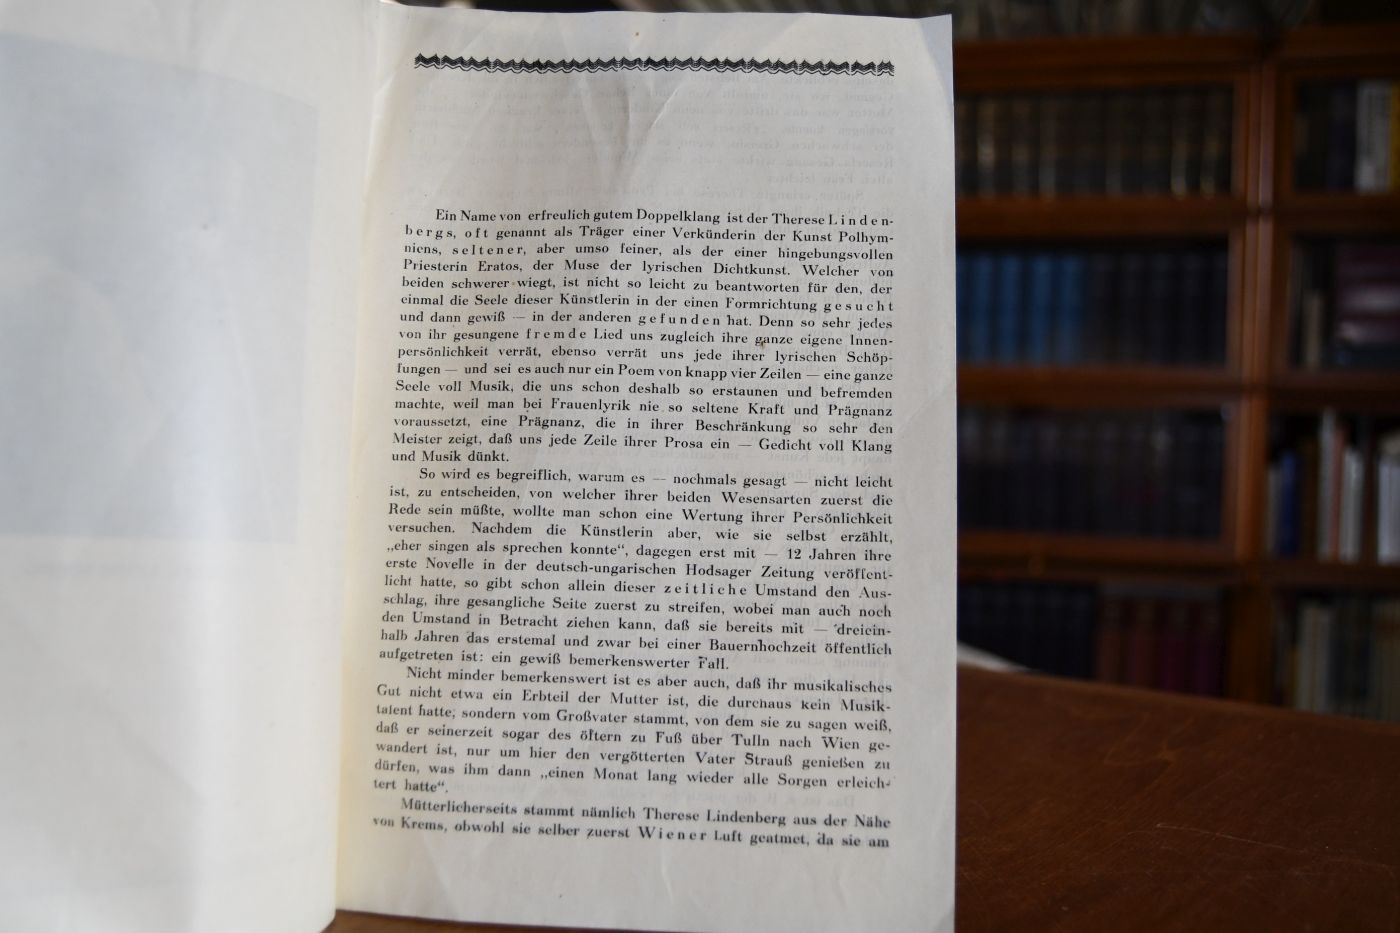 Ein Name von erfreulich gutem Doppelklang ist der Therese Linden-
bergs, oft genannt als Träger einer Verkünderin der Kunst Polhym-
niens, seltener, aber umso feiner, als der einer hingebungsvollen
Priesterin Eratos, der Muse der lyrischen Dichtkunst. Welcher von
beiden schwerer wiegt, ist nicht so leicht zu beantworten für den, der
einmal die Seele dieser Künstlerin in der einen Formrichtung gesucht
und dann gewiß — in der anderen gefunden hat. Denn so sehr jedes
von ihr gesungene fremde Lied uns zugleich ihre ganze eigene Innen-
persönlichkeit verrät, ebenso verrät uns jede ihrer lyrischen Schöp-
fungen — und sei es auch nur ein Poem von knapp vier Zeilen — eine ganze
Seele voll Musik, die uns schon deshalb so erstaunen und befremden
machte, weil man bei Frauenlyrik nie so seltene Kraft und Prägnanz
voraussetzt, eine Prägnanz, die in ihrer Beschränkung so sehr den
Meister zeigt, daß uns jede Zeile ihrer Prosa ein — Gedicht voll Klang
und Musik dünkt.
So wird es begreiflich, warum es — nochmals gesagt — nicht leicht
ist, zu entscheiden, von welcher ihrer beiden Wesensarten zuerst die
Rede sein müßte, wollte man schon eine Wertung ihrer Persönlichkeit
versuchen. Nachdem die Künstlerin aber, wie sie selbst erzählt,
„eher singen als sprechen konnte“, dagegen erst mit — 12 Jahren ihre
erste Novelle in der deutsch-ungarischen Hodsager Zeitung veröffent-
licht hatte, so gibt schon allein dieser zeitliche Umstand den Aus-
schlag, ihre gesangliche Seite zuerst zu streifen, wobei man auch noch
den Umstand in Betracht ziehen kann, daß sie bereits mit — dreiein-
halb Jahren das erstemal und zwar bei einer Bauernhochzeit öffentlich
aufgetreten ist: ein gewiß bemerkenswerter Fall.
Nicht minder bemerkenswert ist es aber auch, daß ihr musikalisches
Gut nicht etwa ein Erbteil der Mutter ist, die durchaus kein Musik-
talent hatte, sondern vom Großvater stammt, von dem sie zu sagen weiß,
daß er seinerzeit sogar des öftern zu Fuß über Tulln nach Wien ge-
wandert ist, nur um hier den vergötterten Vater Strauß genießen zu
dürfen, was ihm dann „einen Monat lang wieder alle Sorgen erleich-
tert hatte“.
Mütterlicherseits stammt nämlich Therese Lindenberg aus der Nähe
von Krems, obwohl sie selber zuerst Wiener Luft geatmet, da sie am